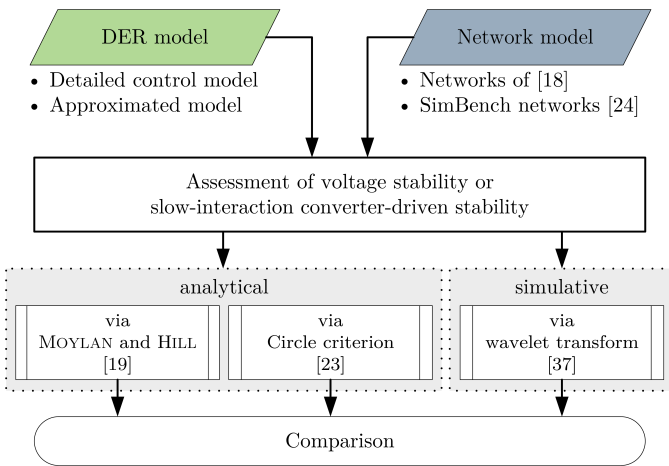 DER model
Network model
• Detailed control model
• Approximated model
• Networks of [18]
• SimBench networks [24]
Assessment of voltage stability or
slow-interaction converter-driven stability
analytical
via
MOYLAN and HILL
[19]
via
Circle criterion
[23]
simulative
via
wavelet transform
[37]
Comparison